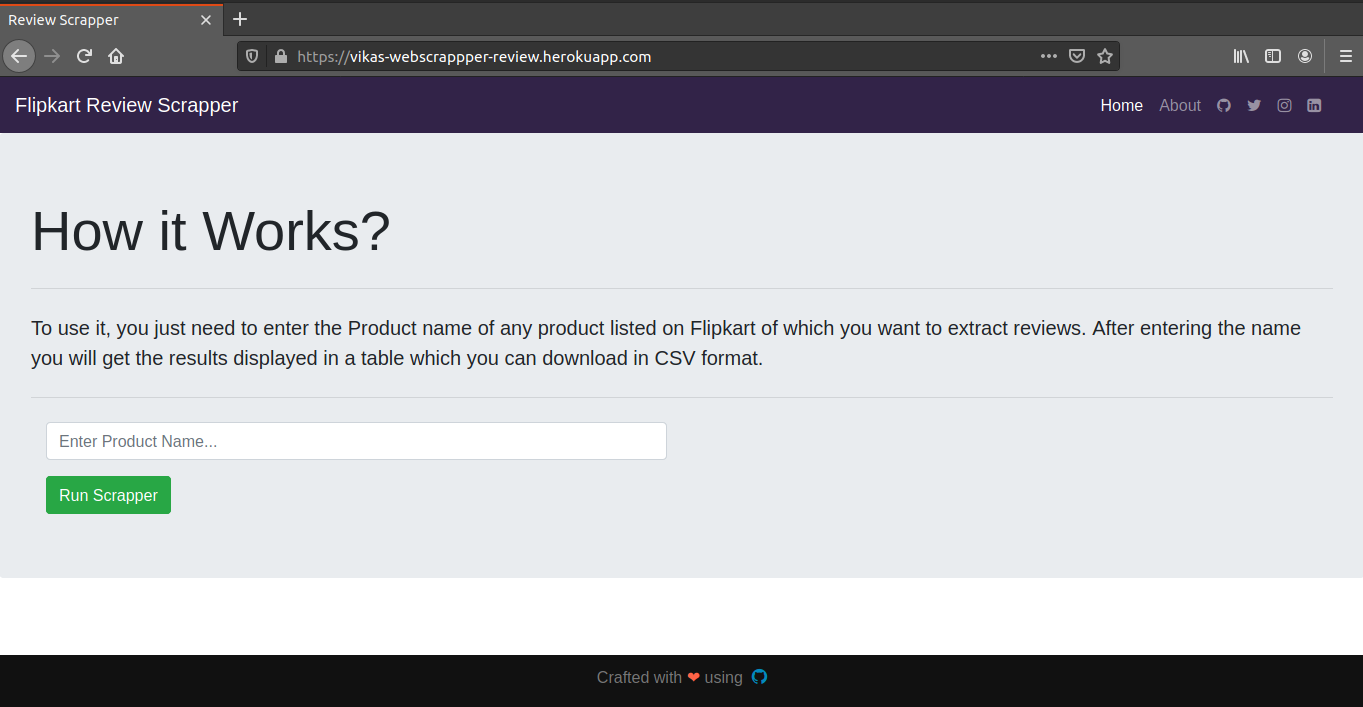 Review Scrapper
https://vikas-webscrappper-review.herokuapp.com
Flipkart Review Scrapper
Home About
How it Works?
To use it, you just need to enter the Product name of any product listed on Flipkart of which you want to extract reviews. After entering the name
you will get the results displayed in a table which you can download in CSV format.
Enter Product Name...
Run Scrapper
Crafted with ❤ using